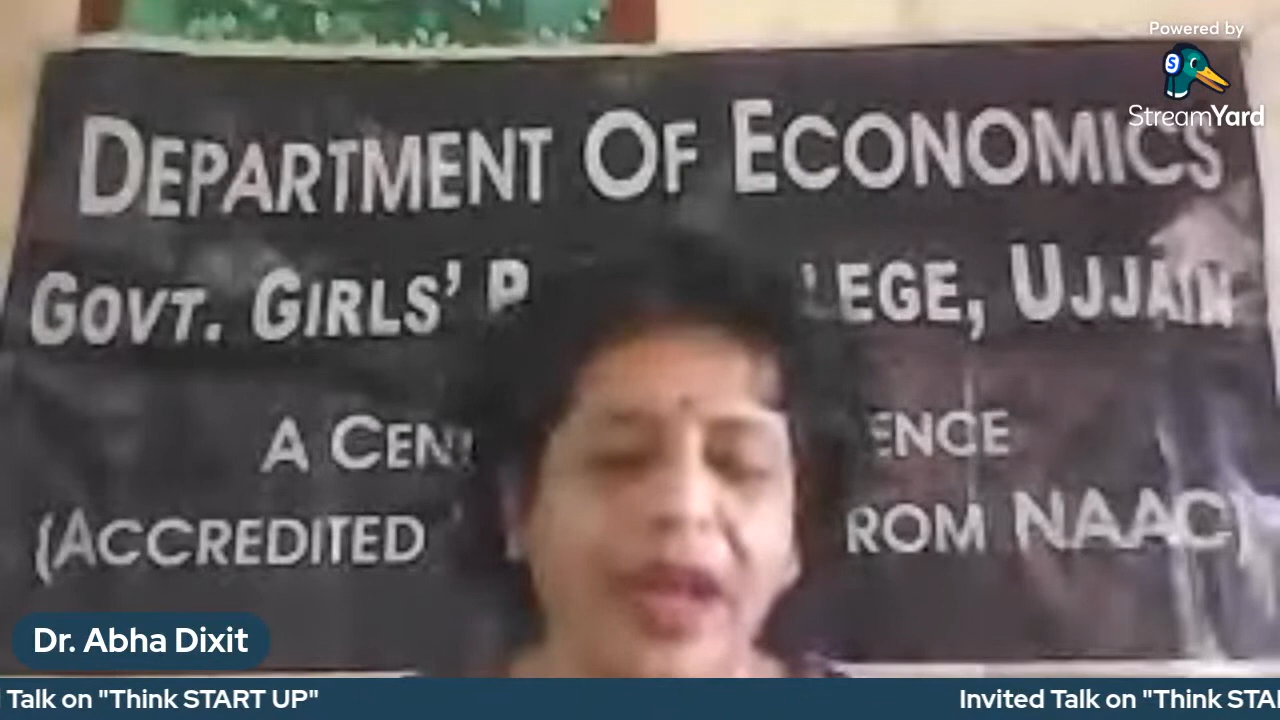 Powered by
StreamYard
DEPARTMENT OF ECONOMICS
GOVT. GIRLS' P LEGE, UJJAIN
A CEN ENCE
(ACCREDITED ROM NAAC)
Dr. Abha Dixit
Talk on "Think START UP" Invited Talk on "Think STA